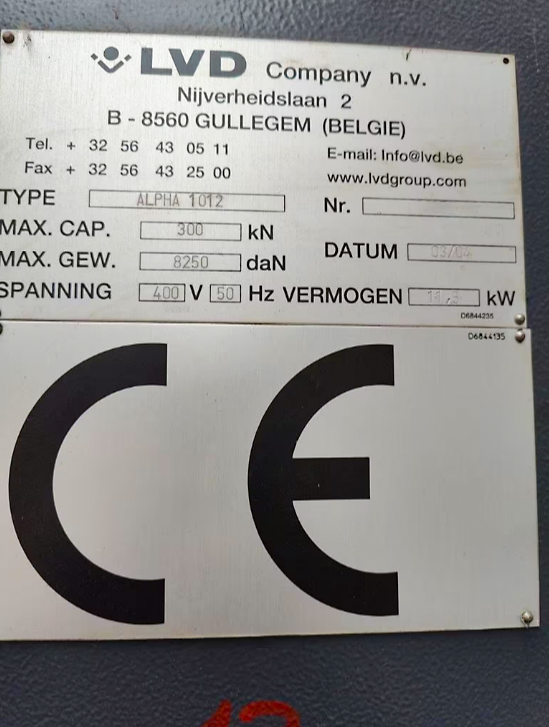 LVD Company n.v.
Nijverheidslaan 2
B - 8560 GULLEGEM (BELGIE)
Tel. + 32 56 43 05 11
Fax + 32 56 43 25 00
E-mail: Info@lvd.be
www.lvdgroup.com
TYPE ALPHA 1012 Nr.
MAX. CAP. 300 kN
MAX. GEW. 8250 daN DATUM 03/04
SPANNING 400 V 50 Hz VERMOGEN kW
D6844235
D6844135
CE